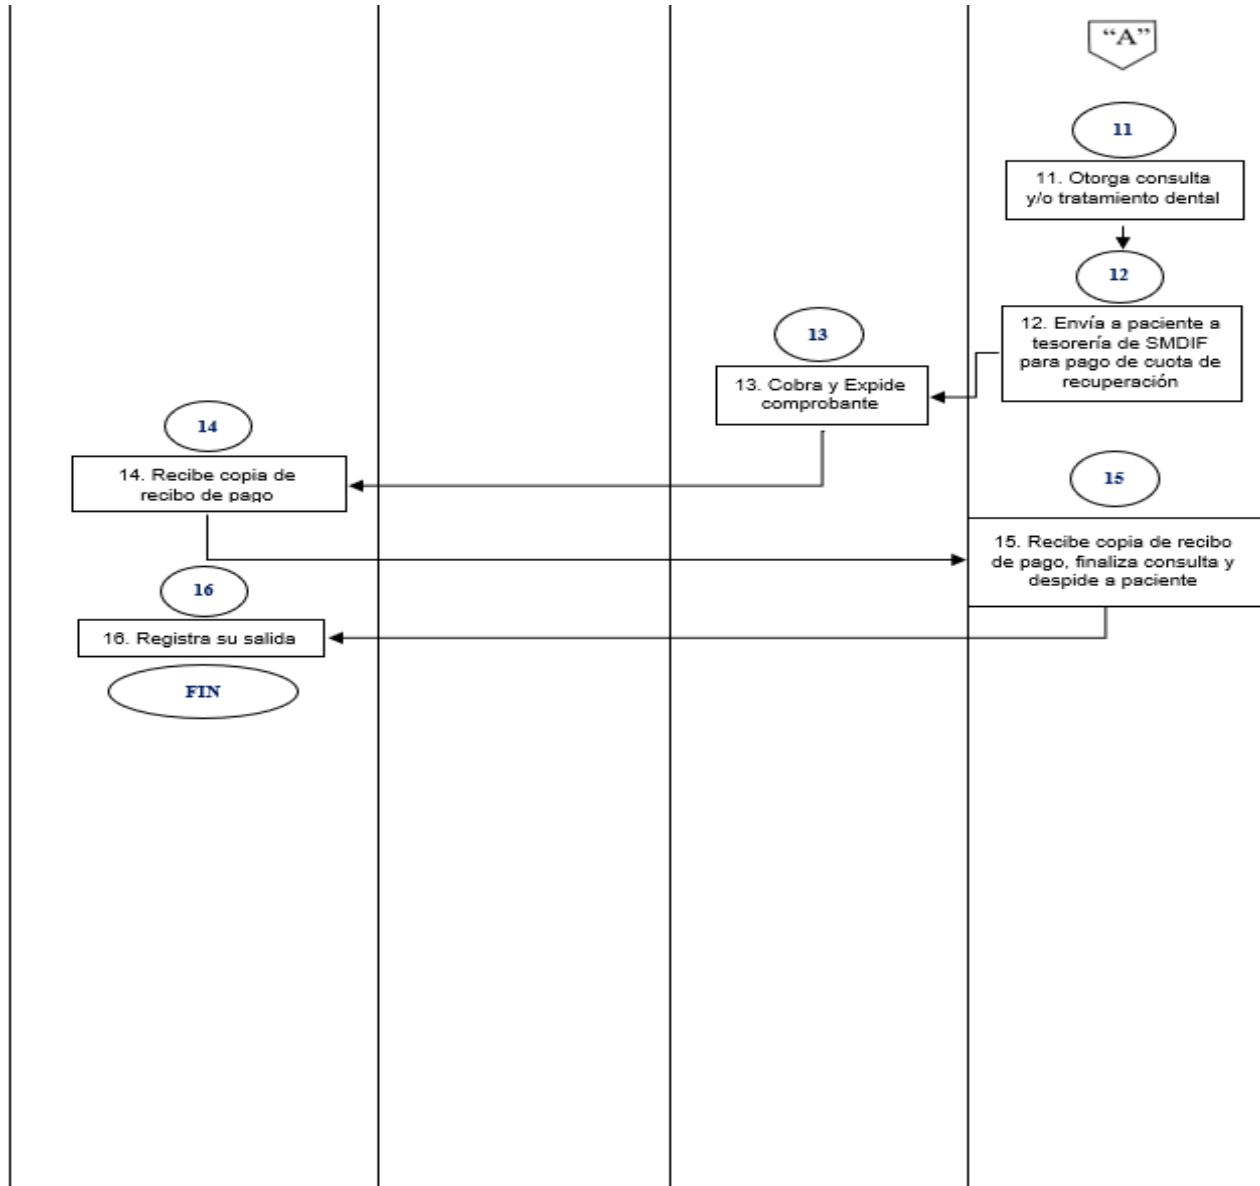 “A”
11
11. Otorga consulta
y/o tratamiento dental
12
12. Envía a paciente a
tesorería de SMDIF
para pago de cuota de
recuperación
13
13. Cobra y Expide
comprobante
14
14. Recibe copia de
recibo de pago
15
15. Recibe copia de recibo
de pago, finaliza consulta y
despide a paciente
16
16. Registra su salida
FIN